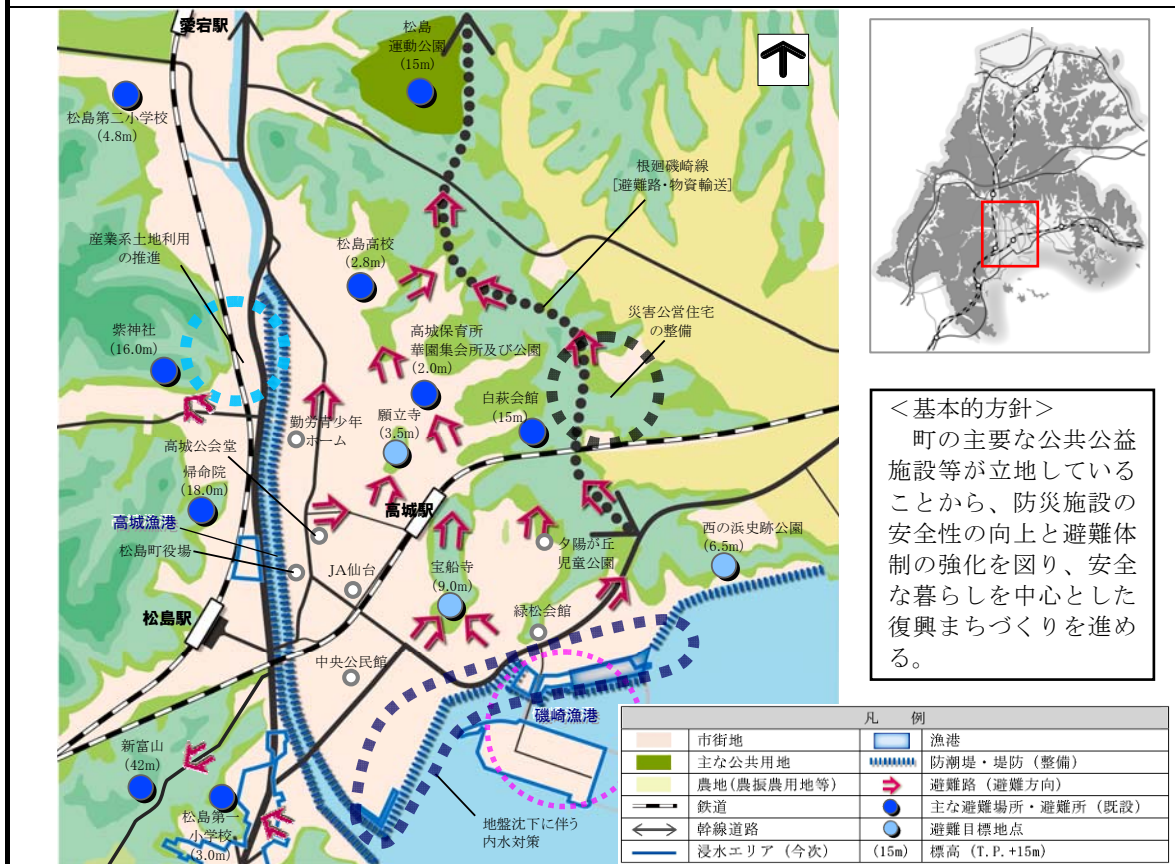 愛宕駅
松島
運動公園
(15m)
松島第二小学校
(4.8m)
根廻磯崎線
[避難路・物資輸送]
産業系土地利用
の推進
松島高校
(2.8m)
紫神社
(16.0m)
高城保育所
華園集会所及び公園
(2.0m)
災害公営住宅
の整備
白萩会館
(15m)
勤労青少年
ホーム
願立寺
(3.5m)
高城公会堂
帰命院
(18.0m)
高城漁港
高城駅
松島町役場
JA仙台
宝船寺
(9.0m)
夕陽が丘
児童公園
西の浜史跡公園
(6.5m)
松島駅
緑松会館
中央公民館
磯崎漁港
新富山
(42m)
松島第一
小学校
(3.0m)
地盤沈下に伴う
内水対策
<基本的方針>
町の主要な公共公益
施設等が立地している
ことから、防災施設の
安全性の向上と避難体
制の強化を図り、安全
な暮らしを中心とした
復興まちづくりを進め
る。
凡 例
市街地 漁港
主な公共用地 防潮堤・堤防(整備)
農地(農振農用地等) 避難路(避難方向)
鉄道 主な避難場所・避難所(既設)
幹線道路 避難目標地点
浸水エリア(今次) (15m) 標高(T.P.+15m)